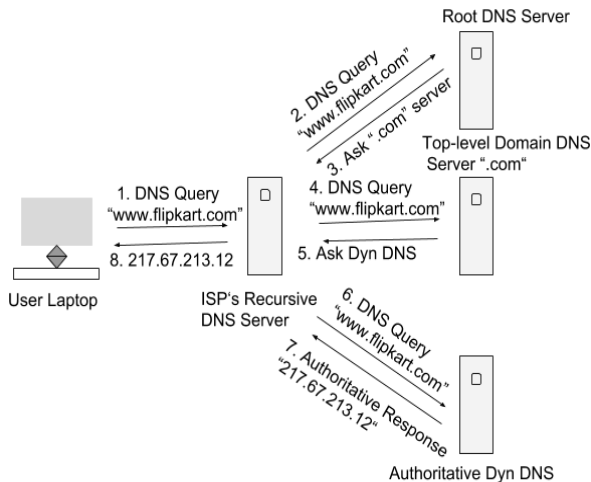 Root DNS Server
2. DNS Query
“www.flipkart.com”
3. Ask “ .com” server
Top-level Domain DNS
Server “.com“
1. DNS Query
“www.flipkart.com”
4. DNS Query
“www.flipkart.com”
8. 217.67.213.12
5. Ask Dyn DNS
User Laptop
ISP‘s Recursive
DNS Server
6. DNS Query
“www.flipkart.com”
7. Authoritative Response
“217.67.213.12“
Authoritative Dyn DNS